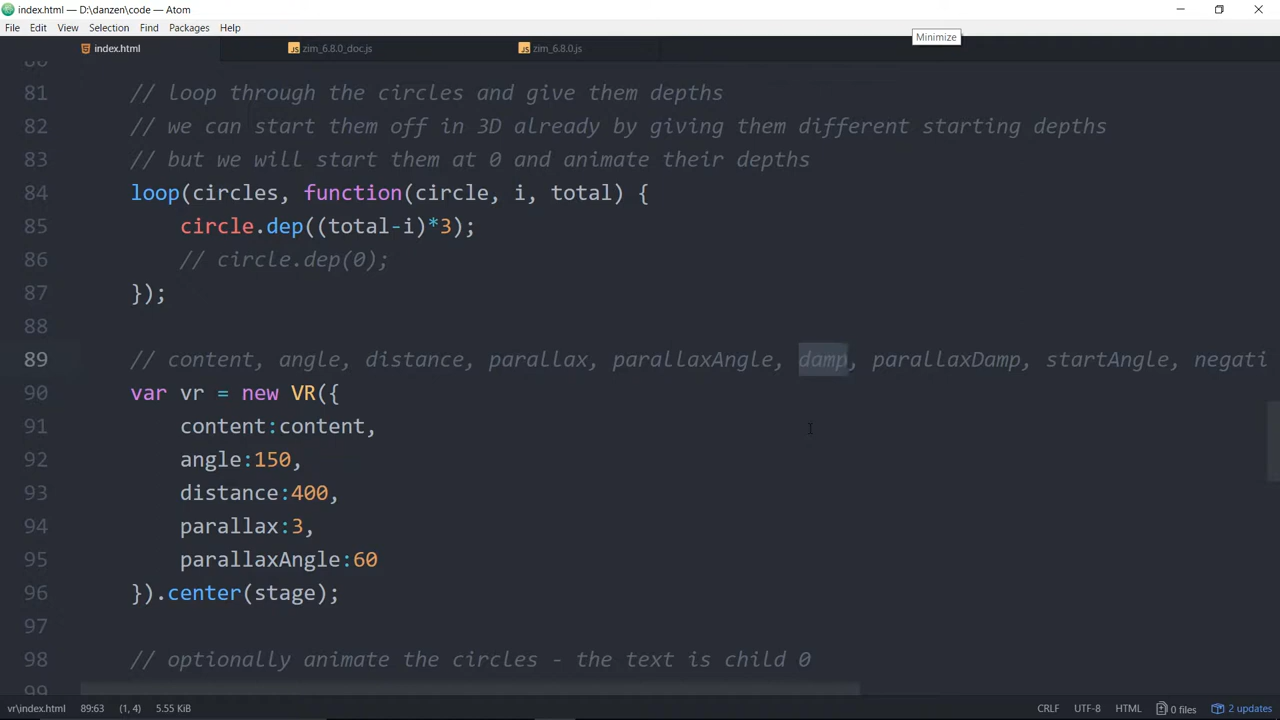 index.html — D:\danzen\code — Atom
File Edit View Selection Find Packages Help
Minimize
index.html
zim_6.8.0_doc.js
zim_6.8.0.js
80
81 // loop through the circles and give them depths
82 // we can start them off in 3D already by giving them different starting depths
83 // but we will start them at 0 and animate their depths
84 loop(circles, function(circle, i, total) {
85 circle.dep((total-i)*3);
86 // circle.dep(0);
87 });
88
89 // content, angle, distance, parallax, parallaxAngle, damp, parallaxDamp, startAngle, negati
90 var vr = new VR({
91 content:content,
92 angle:150,
93 distance:400,
94 parallax:3,
95 parallaxAngle:60
96 }).center(stage);
97
98 // optionally animate the circles - the text is child 0
99
vr\index.html 89:63 (1, 4) 5.55 KiB CRLF UTF-8 HTML 0 files 2 updates